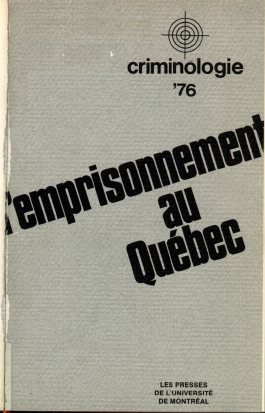 criminologie
'76
l'emprisonnement
au
Québec
LES PRESSES
DE L'UNIVERSITÉ
DE MONTRÉAL